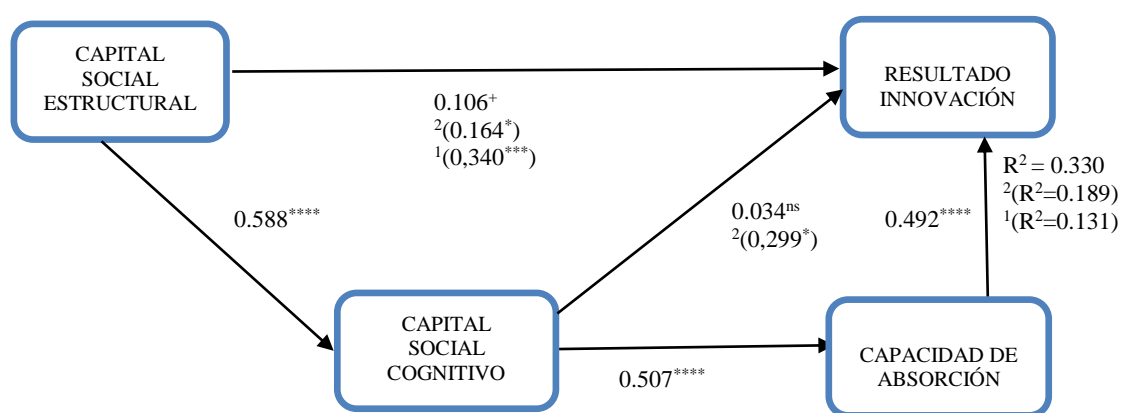 CAPITAL
SOCIAL
ESTRUCTURAL
RESULTADO
INNOVACIÓN
0.106⁺
²(0.164*)
¹(0,340***)
0.588****
0.034ⁿˢ
²(0,299*)
0.492****
R² = 0.330
²(R²=0.189)
¹(R²=0.131)
CAPITAL
SOCIAL
COGNITIVO
0.507****
CAPACIDAD DE
ABSORCIÓN